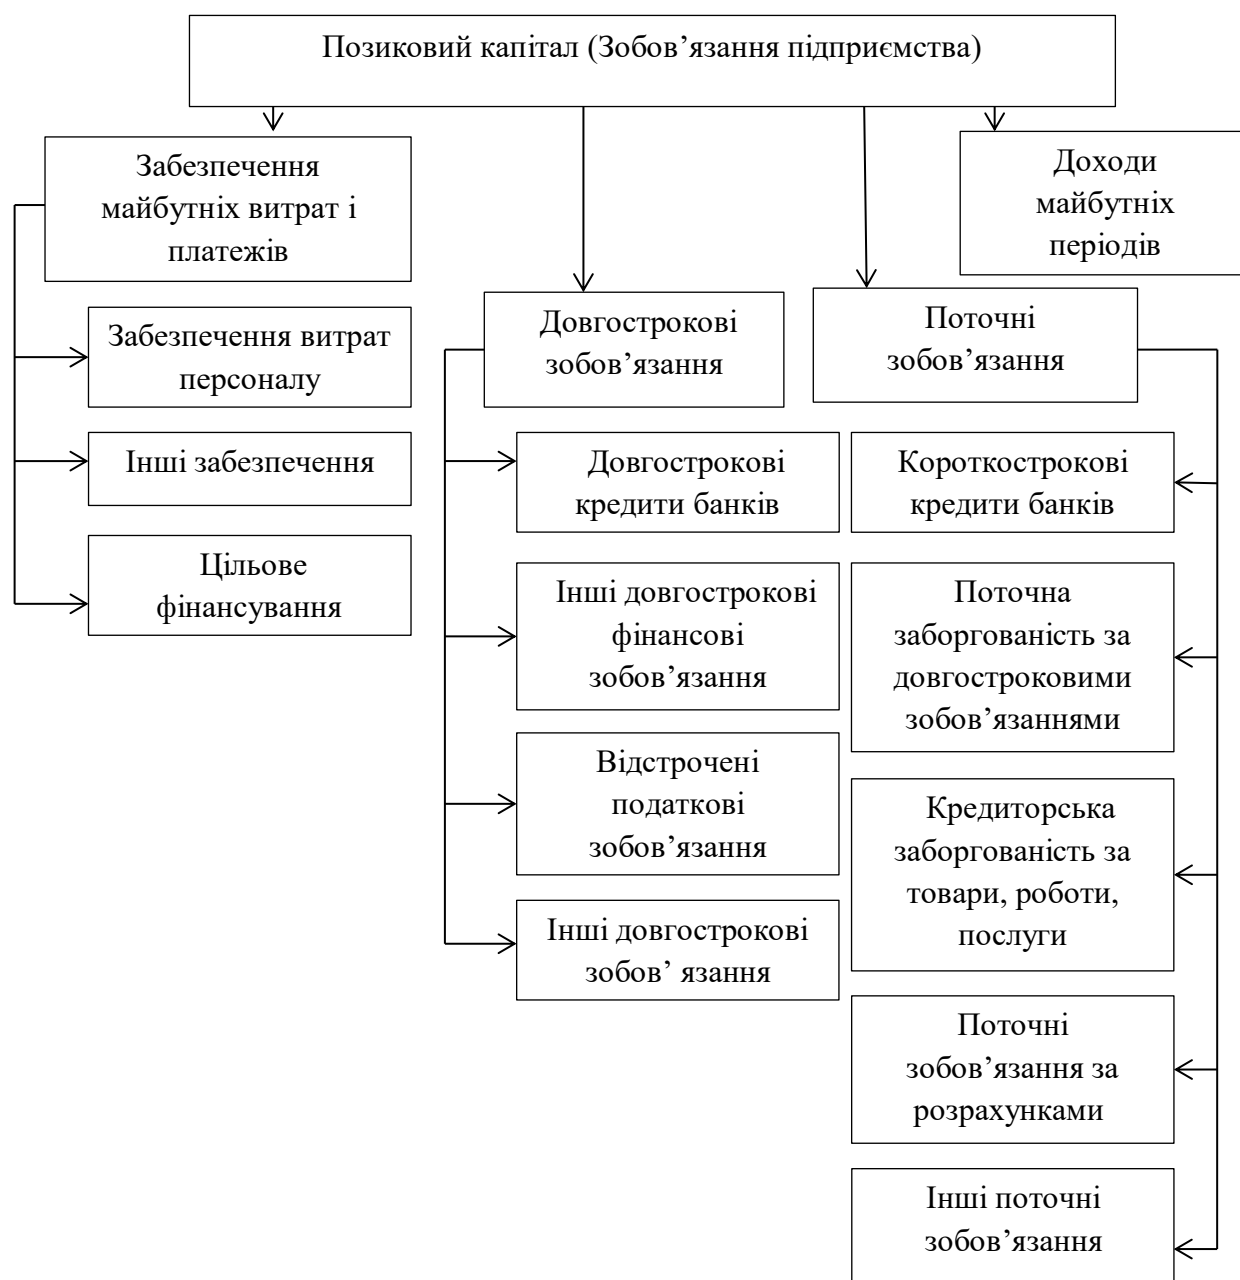 Позиковий капітал (Зобов’язання підприємства)
Забезпечення
майбутніх витрат і
платежів
Доходи
майбутніх
періодів
Забезпечення витрат
персоналу
Інші забезпечення
Цільове
фінансування
Довгострокові
зобов’язання
Довгострокові
кредити банків
Інші довгострокові
фінансові
зобов’язання
Відстрочені
податкові
зобов’язання
Інші довгострокові
зобов’ язання
Поточні
зобов’язання
Короткострокові
кредити банків
Поточна
заборгованість за
довгостроковими
зобов’язаннями
Кредиторська
заборгованість за
товари, роботи,
послуги
Поточні
зобов’язання за
розрахунками
Інші поточні
зобов’язання